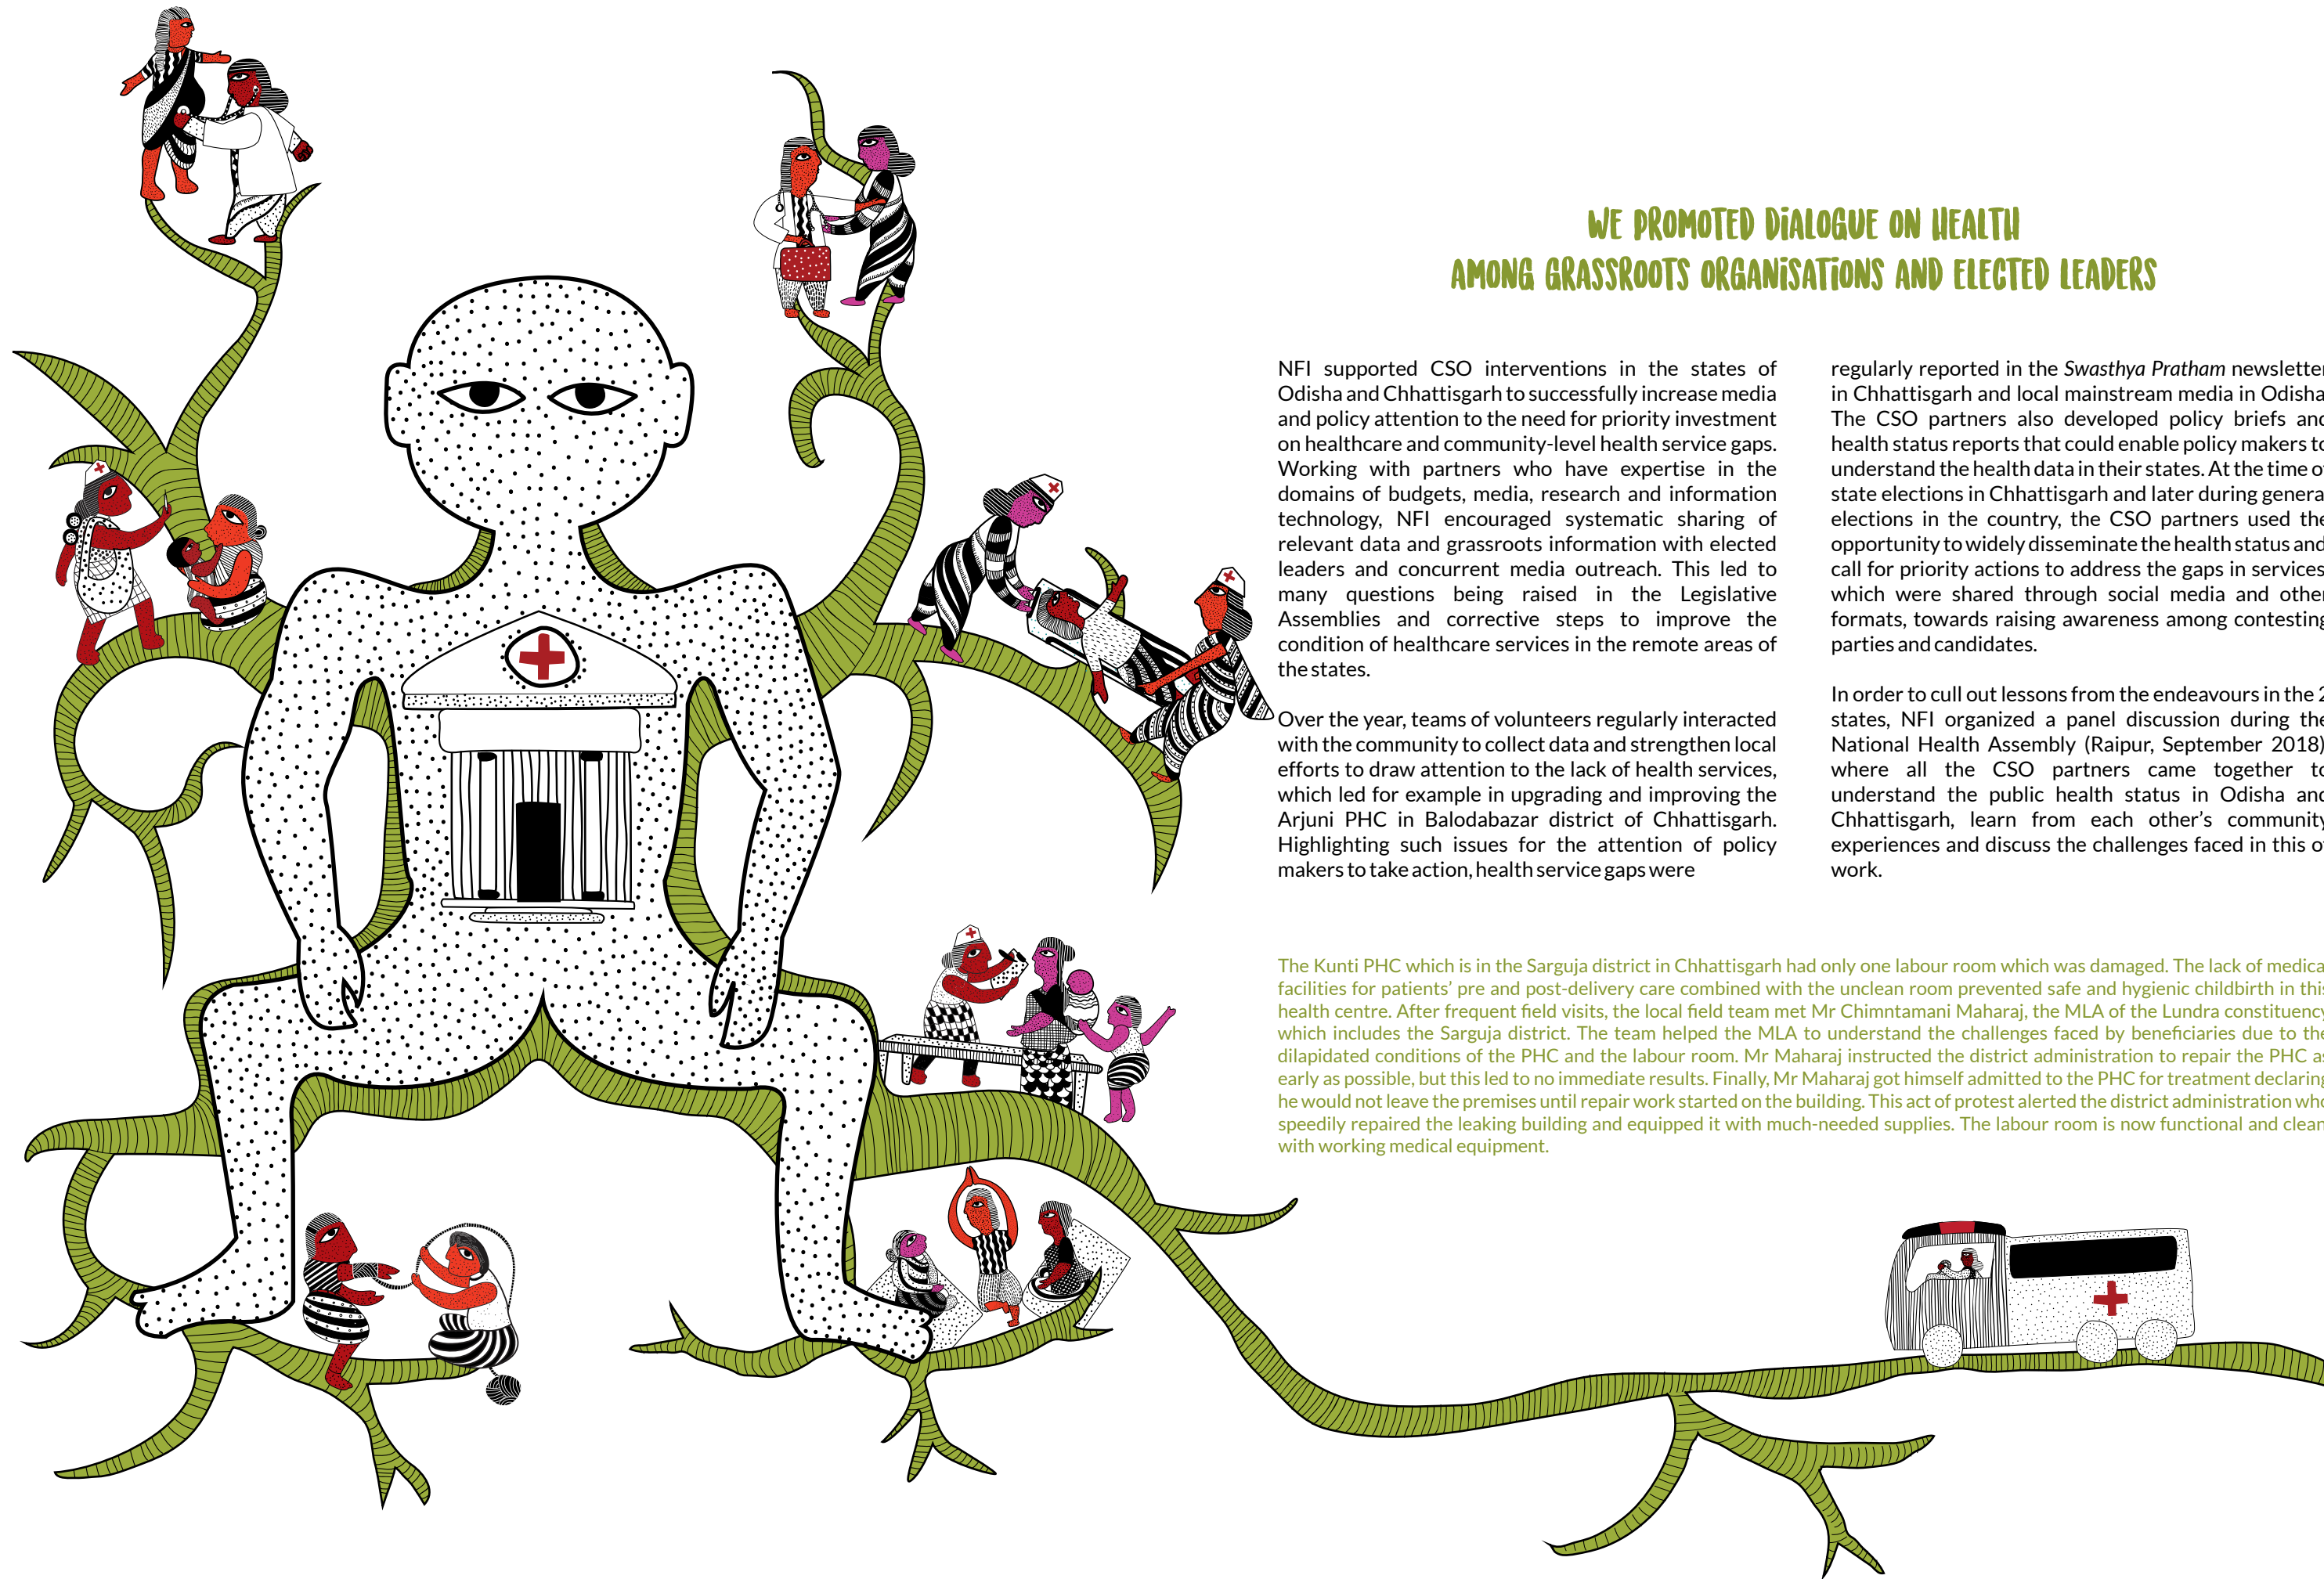 WE PROMOTED DIALOGUE ON HEALTH
AMONG GRASSROOTS ORGANISATIONS AND ELECTED LEADERS
NFI supported CSO interventions in the states of
Odisha and Chhattisgarh to successfully increase media
and policy attention to the need for priority investment
on healthcare and community-level health service gaps.
Working with partners who have expertise in the
domains of budgets, media, research and information
technology, NFI encouraged systematic sharing of
relevant data and grassroots information with elected
leaders and concurrent media outreach. This led to
many questions being raised in the Legislative
Assemblies and corrective steps to improve the
condition of healthcare services in the remote areas of
the states.
Over the year, teams of volunteers regularly interacted
with the community to collect data and strengthen local
efforts to draw attention to the lack of health services,
which led for example in upgrading and improving the
Arjuni PHC in Balodabazar district of Chhattisgarh.
Highlighting such issues for the attention of policy
makers to take action, health service gaps were
regularly reported in the Swasthya Pratham newsletter
in Chhattisgarh and local mainstream media in Odisha
The CSO partners also developed policy briefs and
health status reports that could enable policy makers to
understand the health data in their states. At the time of
state elections in Chhattisgarh and later during genera
elections in the country, the CSO partners used the
opportunity to widely disseminate the health status and
call for priority actions to address the gaps in services
which were shared through social media and other
formats, towards raising awareness among contesting
parties and candidates.
In order to cull out lessons from the endeavours in the 2
states, NFI organized a panel discussion during the
National Health Assembly (Raipur, September 2018)
where all the CSO partners came together to
understand the public health status in Odisha and
Chhattisgarh, learn from each other’s community
experiences and discuss the challenges faced in this of
work.
The Kunti PHC which is in the Sarguja district in Chhattisgarh had only one labour room which was damaged. The lack of medica
facilities for patients’ pre and post-delivery care combined with the unclean room prevented safe and hygienic childbirth in this
health centre. After frequent field visits, the local field team met Mr Chimntamani Maharaj, the MLA of the Lundra constituency
which includes the Sarguja district. The team helped the MLA to understand the challenges faced by beneficiaries due to the
dilapidated conditions of the PHC and the labour room. Mr Maharaj instructed the district administration to repair the PHC as
early as possible, but this led to no immediate results. Finally, Mr Maharaj got himself admitted to the PHC for treatment declaring
he would not leave the premises until repair work started on the building. This act of protest alerted the district administration who
speedily repaired the leaking building and equipped it with much-needed supplies. The labour room is now functional and clean
with working medical equipment.